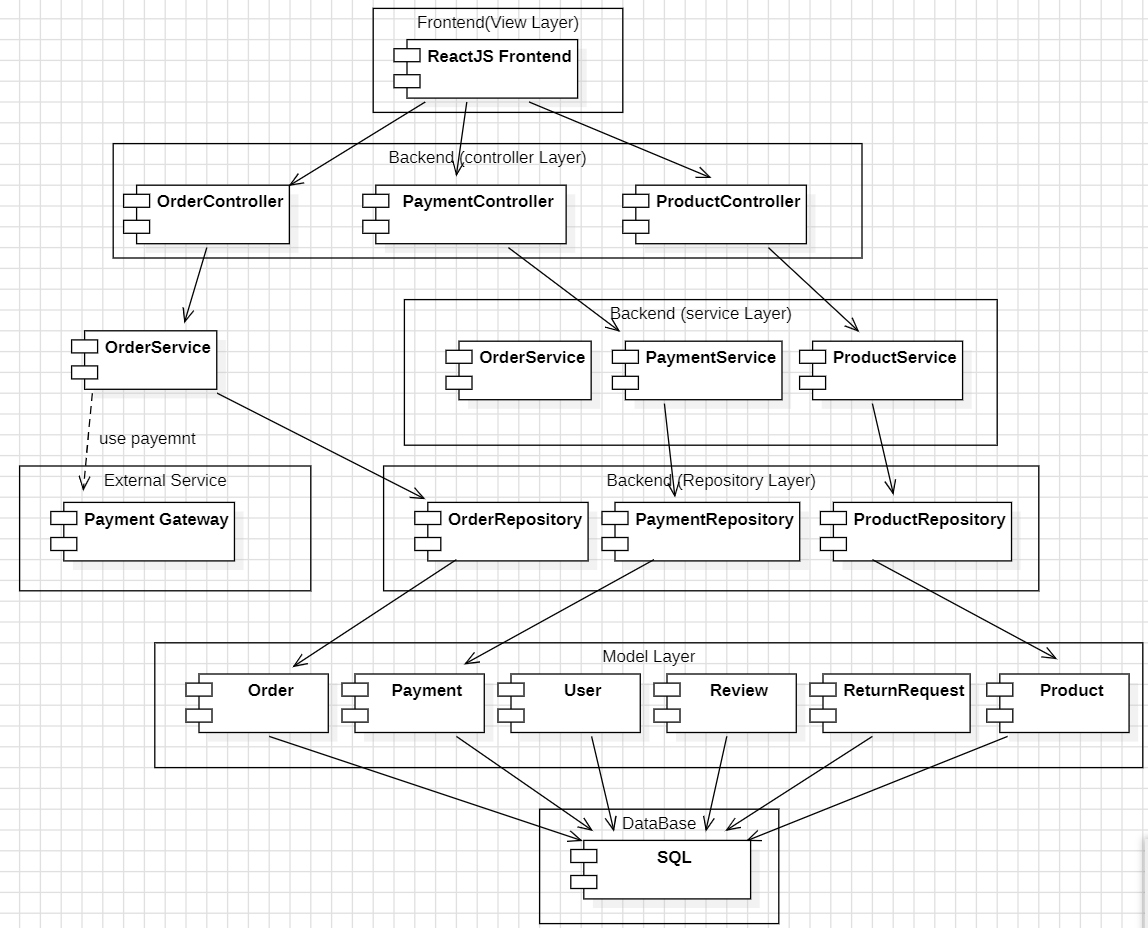 Frontend(View Layer)
ReactJS Frontend
Backend (controller Layer)
OrderController
PaymentController
ProductController
Backend (service Layer)
OrderService
OrderService
PaymentService
ProductService
use payemnt
External Service
Payment Gateway
Backend (Repository Layer)
OrderRepository
PaymentRepository
ProductRepository
Model Layer
Order
Payment
User
Review
ReturnRequest
Product
DataBase
SQL